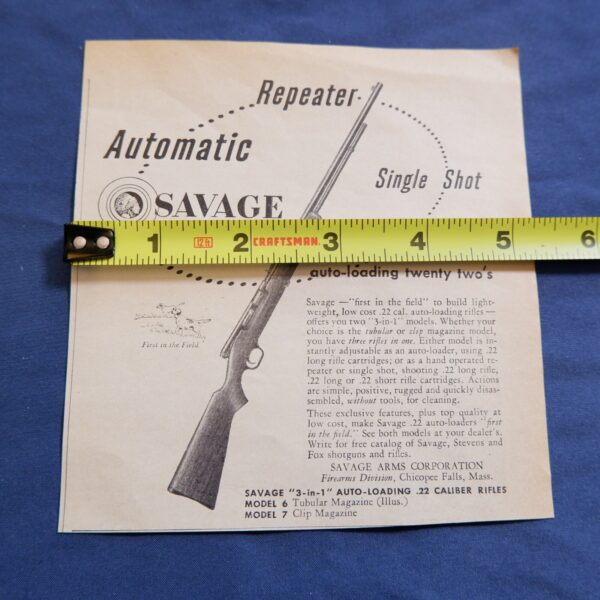 Repeater
Automatic
Single Shot
SAVAGE
1 12ft 2 CRAFTSMAN 3 4 5 6
auto-loading twenty two's
Savage — "first in the field" to build light-
weight, low cost .22 cal. auto-loading rifles —
offers you two "3-in-1" models. Whether your
choice is the tubular or clip magazine model,
you have three rifles in one. Either model is in-
stantly adjustable as an auto-loader, using .22
long rifle cartridges; or as a hand operated re-
peater or single shot, shooting .22 long rifle,
.22 long or .22 short rifle cartridges. Actions
are simple, positive, rugged and quickly disas-
sembled, without tools, for cleaning.
First in the Field
These exclusive features, plus top quality at
low cost, make Savage .22 auto-loaders "first
in the field." See both models at your dealer's.
Write for free catalog of Savage, Stevens and
Fox shotguns and rifles.
SAVAGE ARMS CORPORATION
Firearms Division, Chicopee Falls, Mass.
SAVAGE "3-in-1" AUTO-LOADING .22 CALIBER RIFLES
MODEL 6 Tubular Magazine (Illus.)
MODEL 7 Clip Magazine